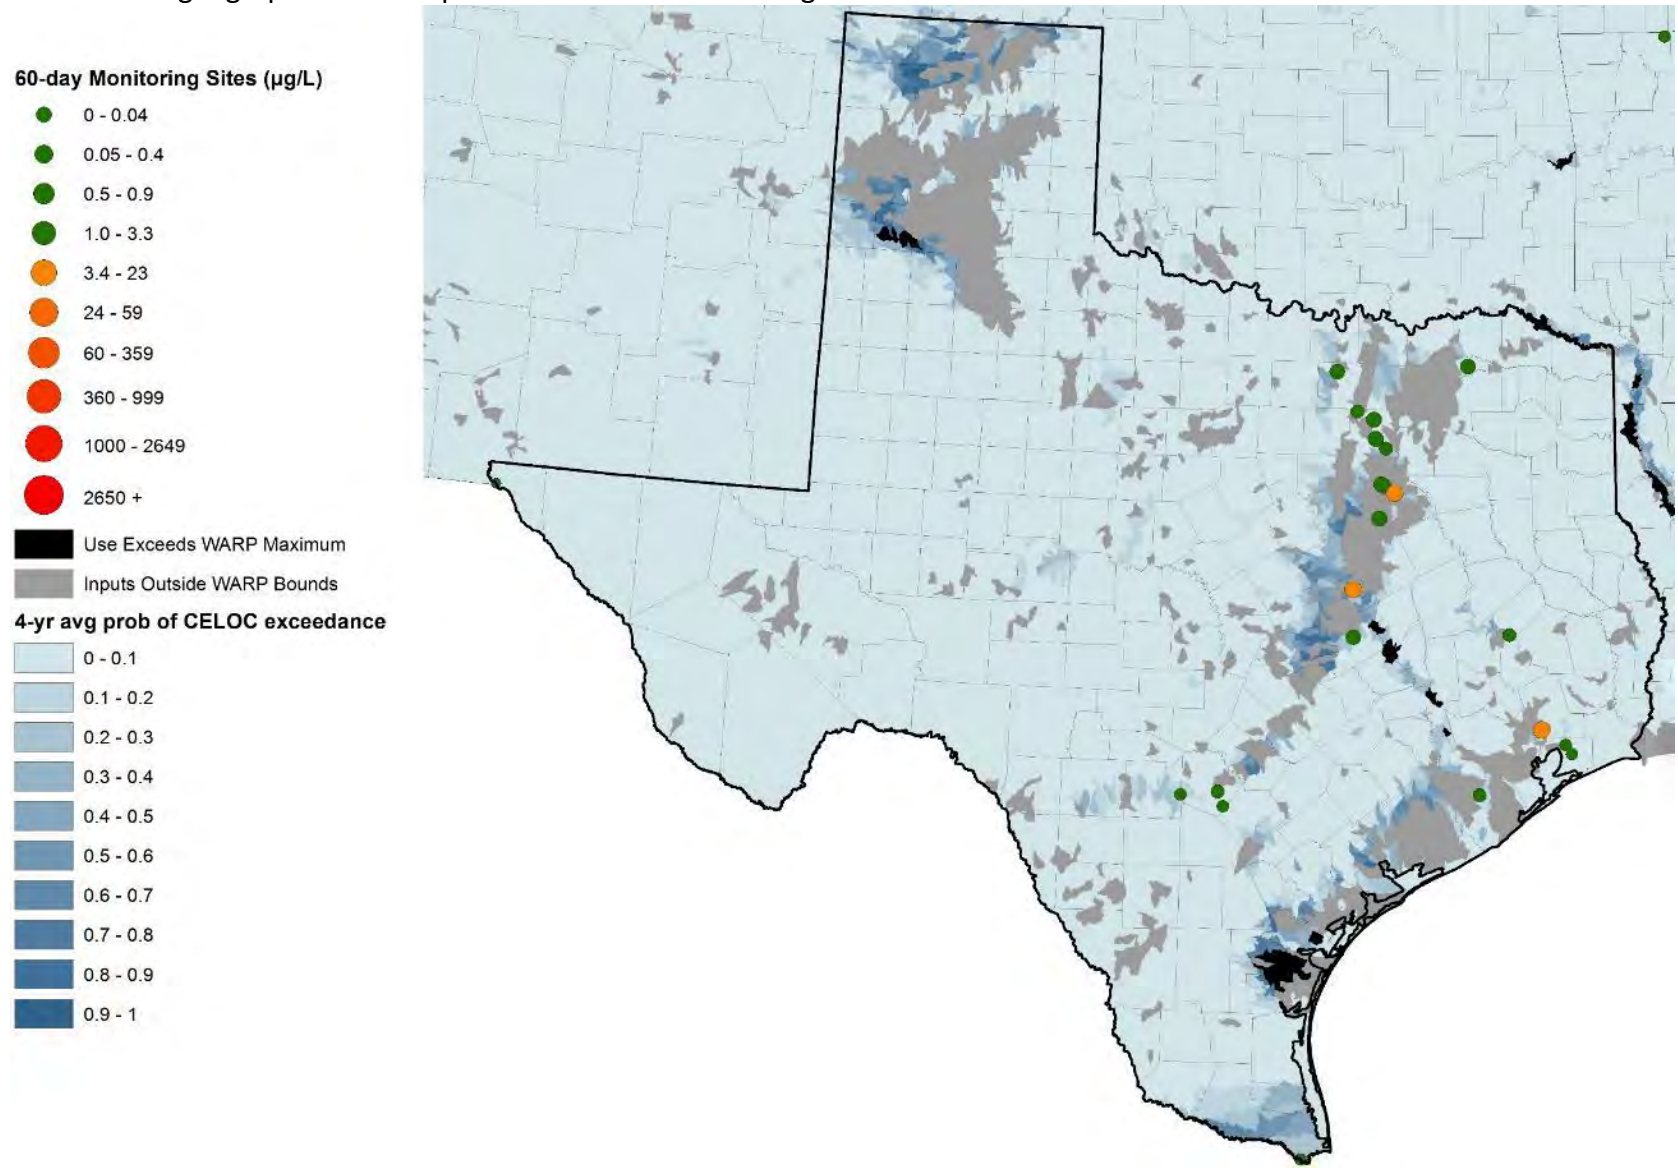 60-day Monitoring Sites (µg/L)
0 - 0.04
0.05 - 0.4
0.5 - 0.9
1.0 - 3.3
3.4 - 23
24 - 59
60 - 359
360 - 999
1000 - 2649
2650 +
Use Exceeds WARP Maximum
Inputs Outside WARP Bounds
4-yr avg prob of CELOC exceedance
0 - 0.1
0.1 - 0.2
0.2 - 0.3
0.3 - 0.4
0.4 - 0.5
0.5 - 0.6
0.6 - 0.7
0.7 - 0.8
0.8 - 0.9
0.9 - 1